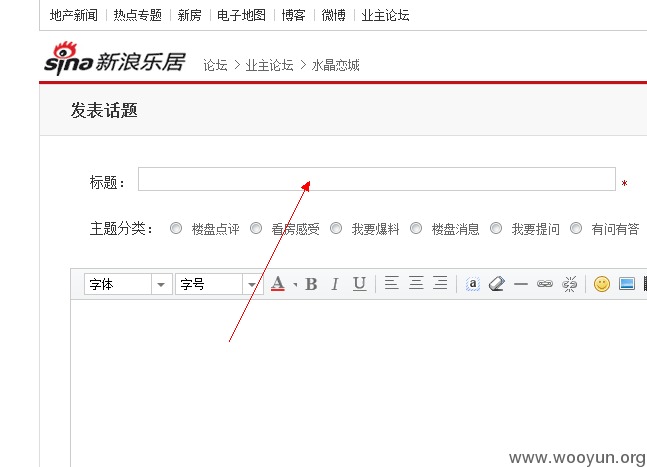 地产新闻 热点专题 新房 电子地图 博客 微博 业主论坛
sina 新浪乐居 论坛 > 业主论坛 > 水晶恋城
发表话题
标题： *
主题分类： 楼盘点评 看房感受 我要爆料 楼盘消息 我要提问 有问有答
字体 字号 A B I U a
www.wooyun.org